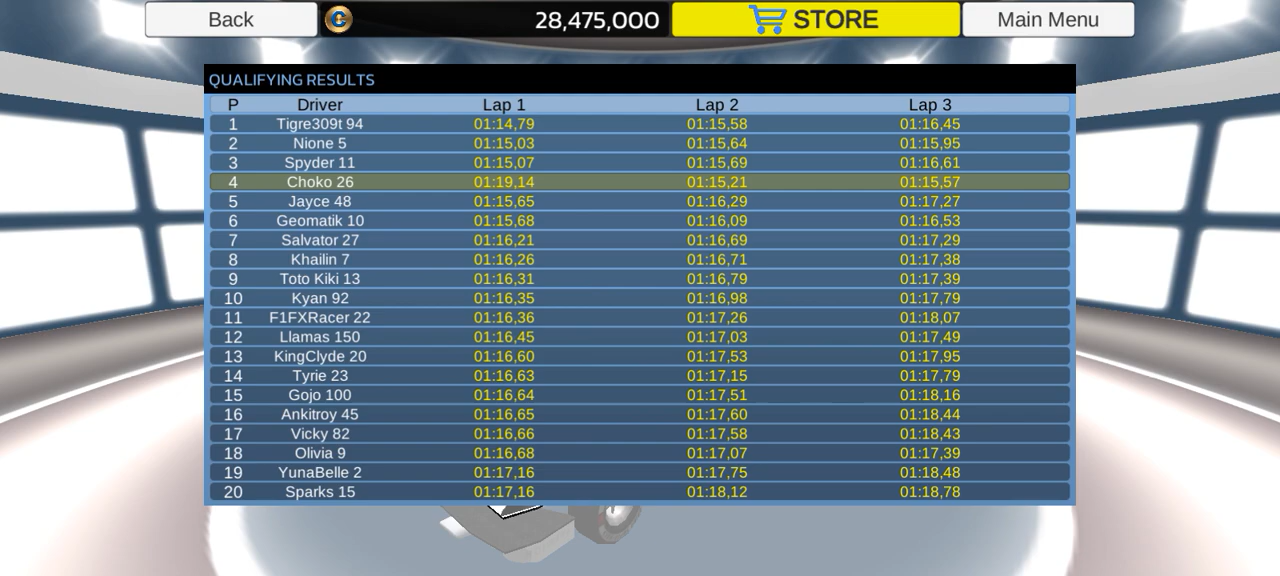 Back 28,475,000 STORE Main Menu
QUALIFYING RESULTS
P Driver Lap 1 Lap 2 Lap 3
1 Tigre309t 94 01:14,79 01:15,58 01:16,45
2 Nione 5 01:15,03 01:15,64 01:15,95
3 Spyder 11 01:15,07 01:15,69 01:16,61
4 Choko 26 01:19,14 01:15,21 01:15,57
5 Jayce 48 01:15,65 01:16,29 01:17,27
6 Geomatik 10 01:15,68 01:16,09 01:16,53
7 Salvator 27 01:16,21 01:16,69 01:17,29
8 Khailin 7 01:16,26 01:16,71 01:17,38
9 Toto Kiki 13 01:16,31 01:16,79 01:17,39
10 Kyan 92 01:16,35 01:16,98 01:17,79
11 F1FXRacer 22 01:16,36 01:17,26 01:18,07
12 Llamas 150 01:16,45 01:17,03 01:17,49
13 KingClyde 20 01:16,60 01:17,53 01:17,95
14 Tyrie 23 01:16,63 01:17,15 01:17,79
15 Gojo 100 01:16,64 01:17,51 01:18,16
16 Ankitroy 45 01:16,65 01:17,60 01:18,44
17 Vicky 82 01:16,66 01:17,58 01:18,43
18 Olivia 9 01:16,68 01:17,07 01:17,39
19 YunaBelle 2 01:17,16 01:17,75 01:18,48
20 Sparks 15 01:17,16 01:18,12 01:18,78